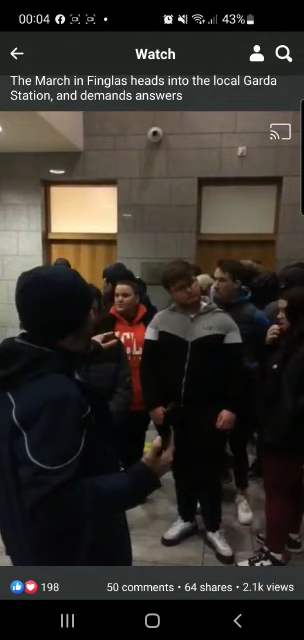 00:04
43%
Watch
The March in Finglas heads into the local Garda
Station, and demands answers
198
50 comments • 64 shares • 2.1k views